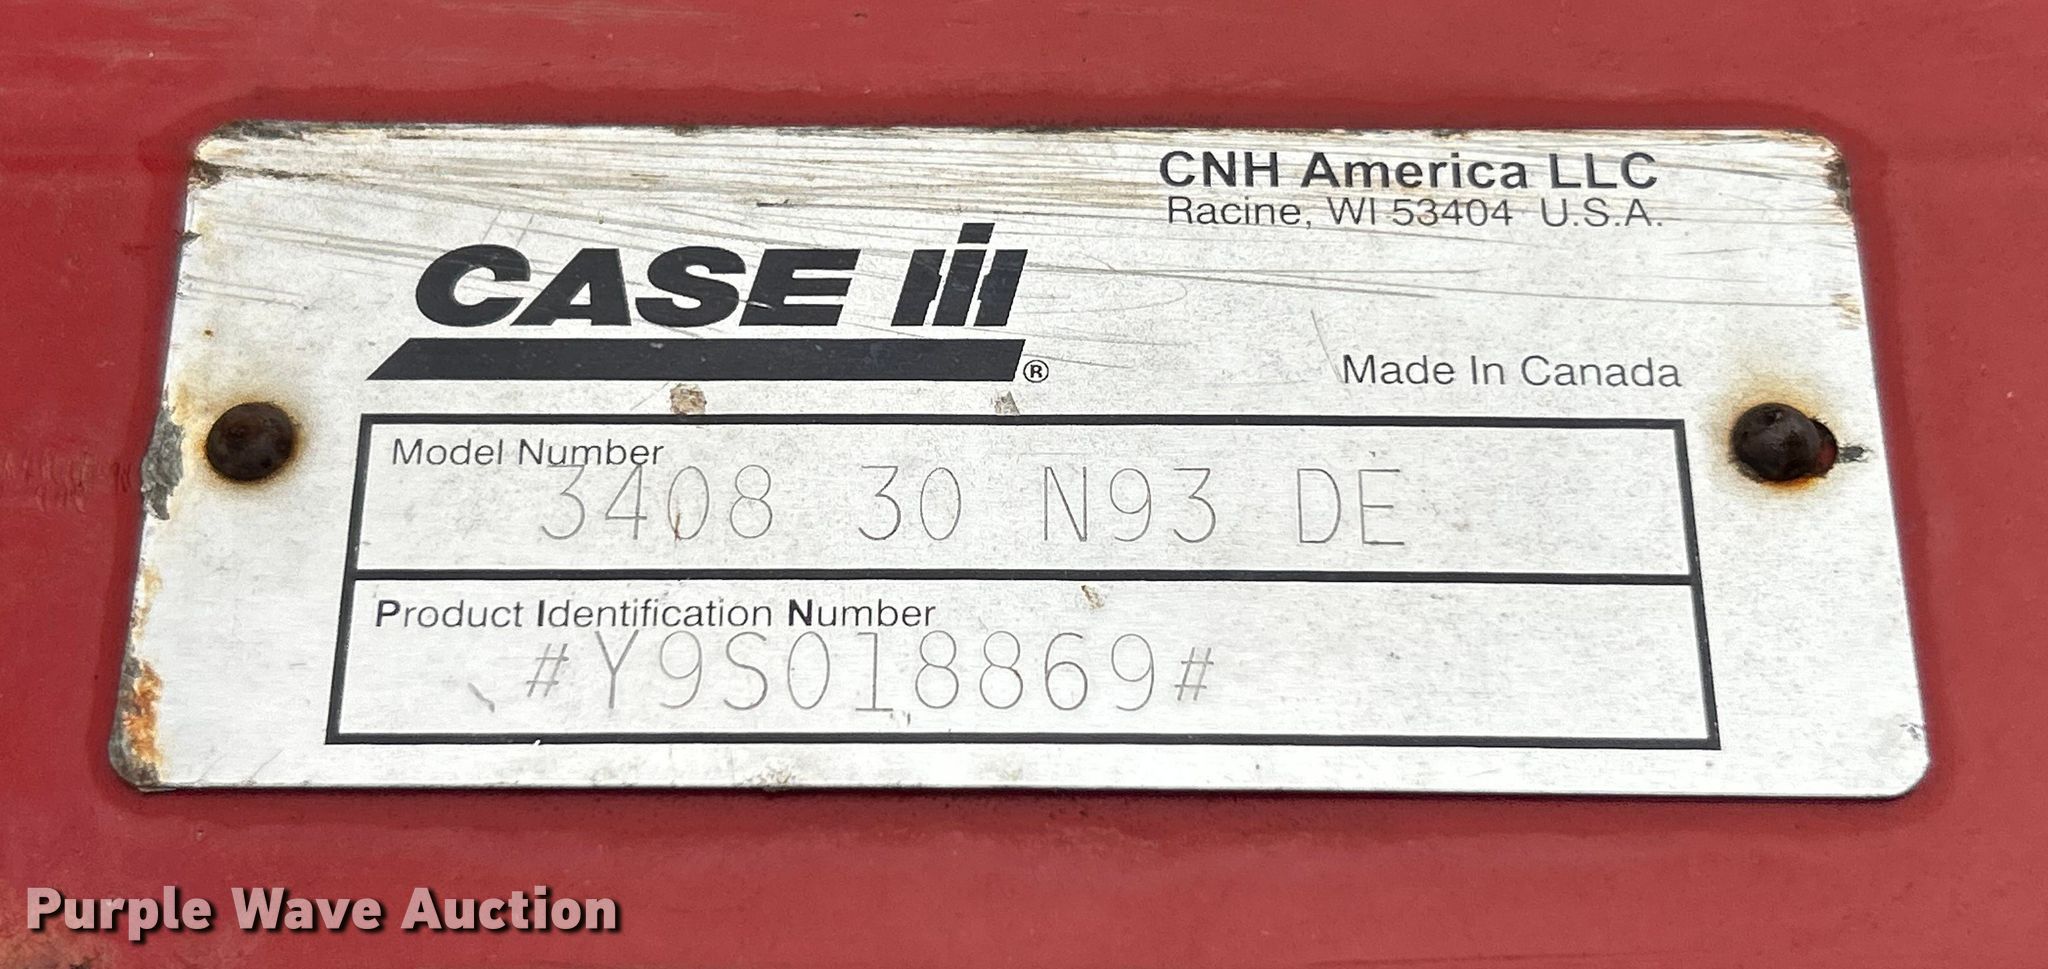 CNH America LLC
Racine, WI 53404 U.S.A.
CASE IH ®
Made In Canada
Model Number
3408 30 N93 DE
Product Identification Number
#Y9S018869#
Purple Wave Auction